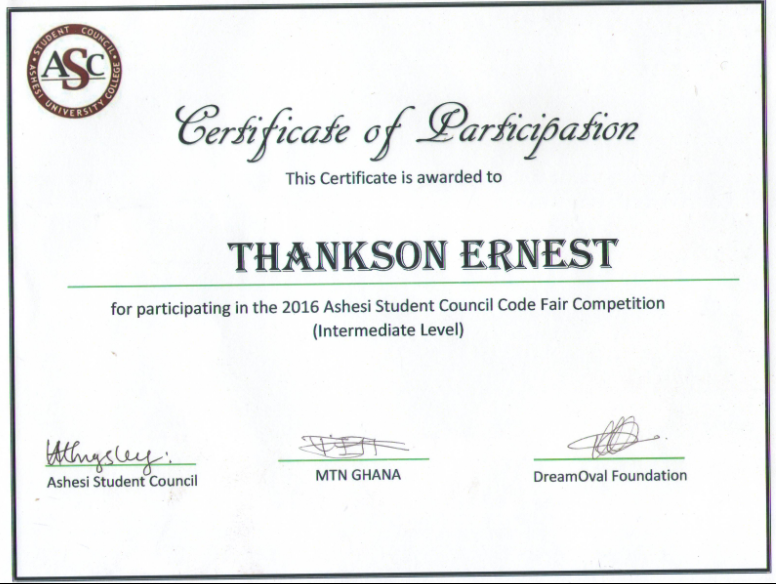 STUDENT COUNCIL
ASC
ASHESI UNIVERSITY COLLEGE
Certificate of Participation
This Certificate is awarded to
THANKSON ERNEST
for participating in the 2016 Ashesi Student Council Code Fair Competition
(Intermediate Level)
Ashesi Student Council
MTN GHANA
DreamOval Foundation